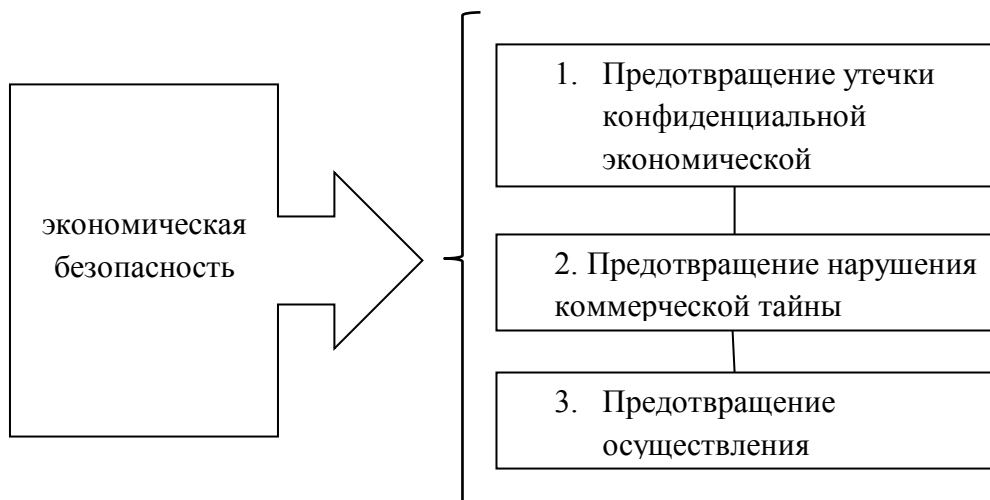 экономическая
безопасность
1. Предотвращение утечки
конфиденциальной
экономической
2. Предотвращение нарушения
коммерческой тайны
3. Предотвращение
осуществления